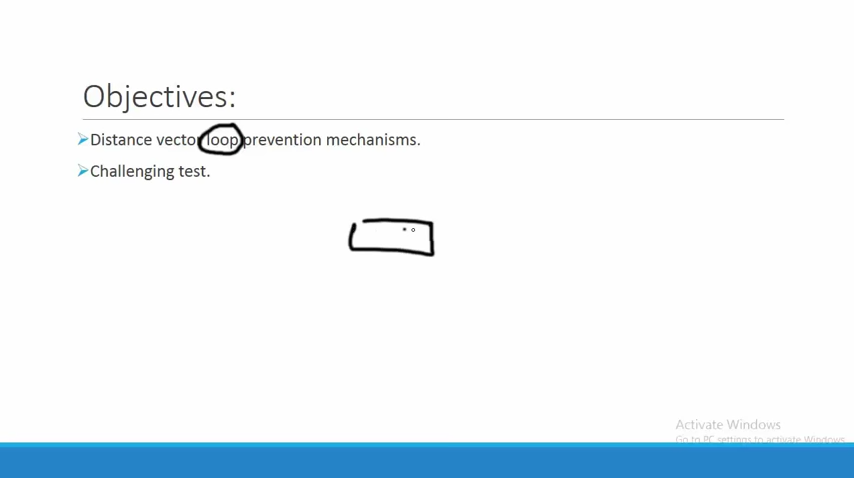 Objectives:
Distance vector loop prevention mechanisms.
Challenging test.
Activate Windows
Go to PC settings to activate Windows.